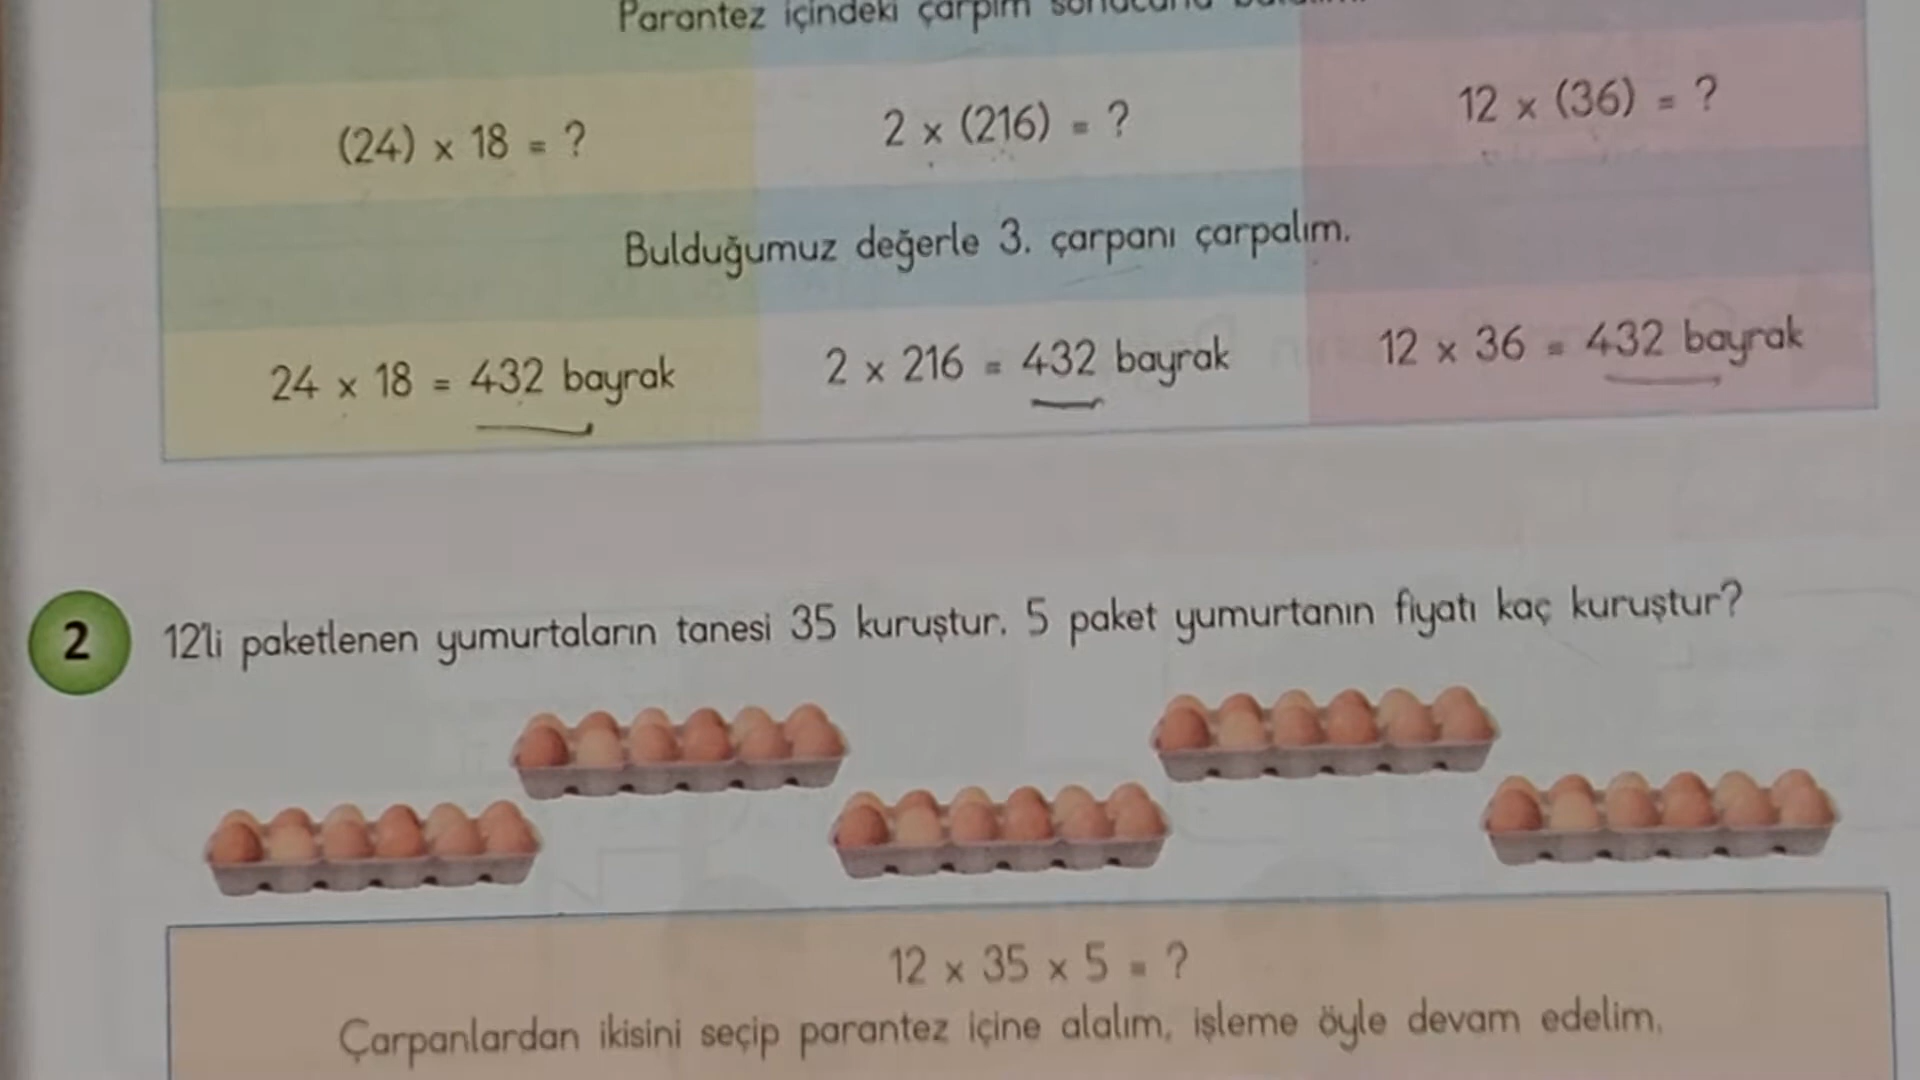 Parantez içindeki çarpım sonucunu
(24) x 18 = ?
2 x (216) = ?
12 x (36) = ?
Bulduğumuz değerle 3. çarpanı çarpalım.
24 x 18 = 432 bayrak
2 x 216 = 432 bayrak
12 x 36 = 432 bayrak
2
12'li paketlenen yumurtaların tanesi 35 kuruştur. 5 paket yumurtanın fiyatı kaç kuruştur?
12 x 35 x 5 = ?
Çarpanlardan ikisini seçip parantez içine alalım, işleme öyle devam edelim.